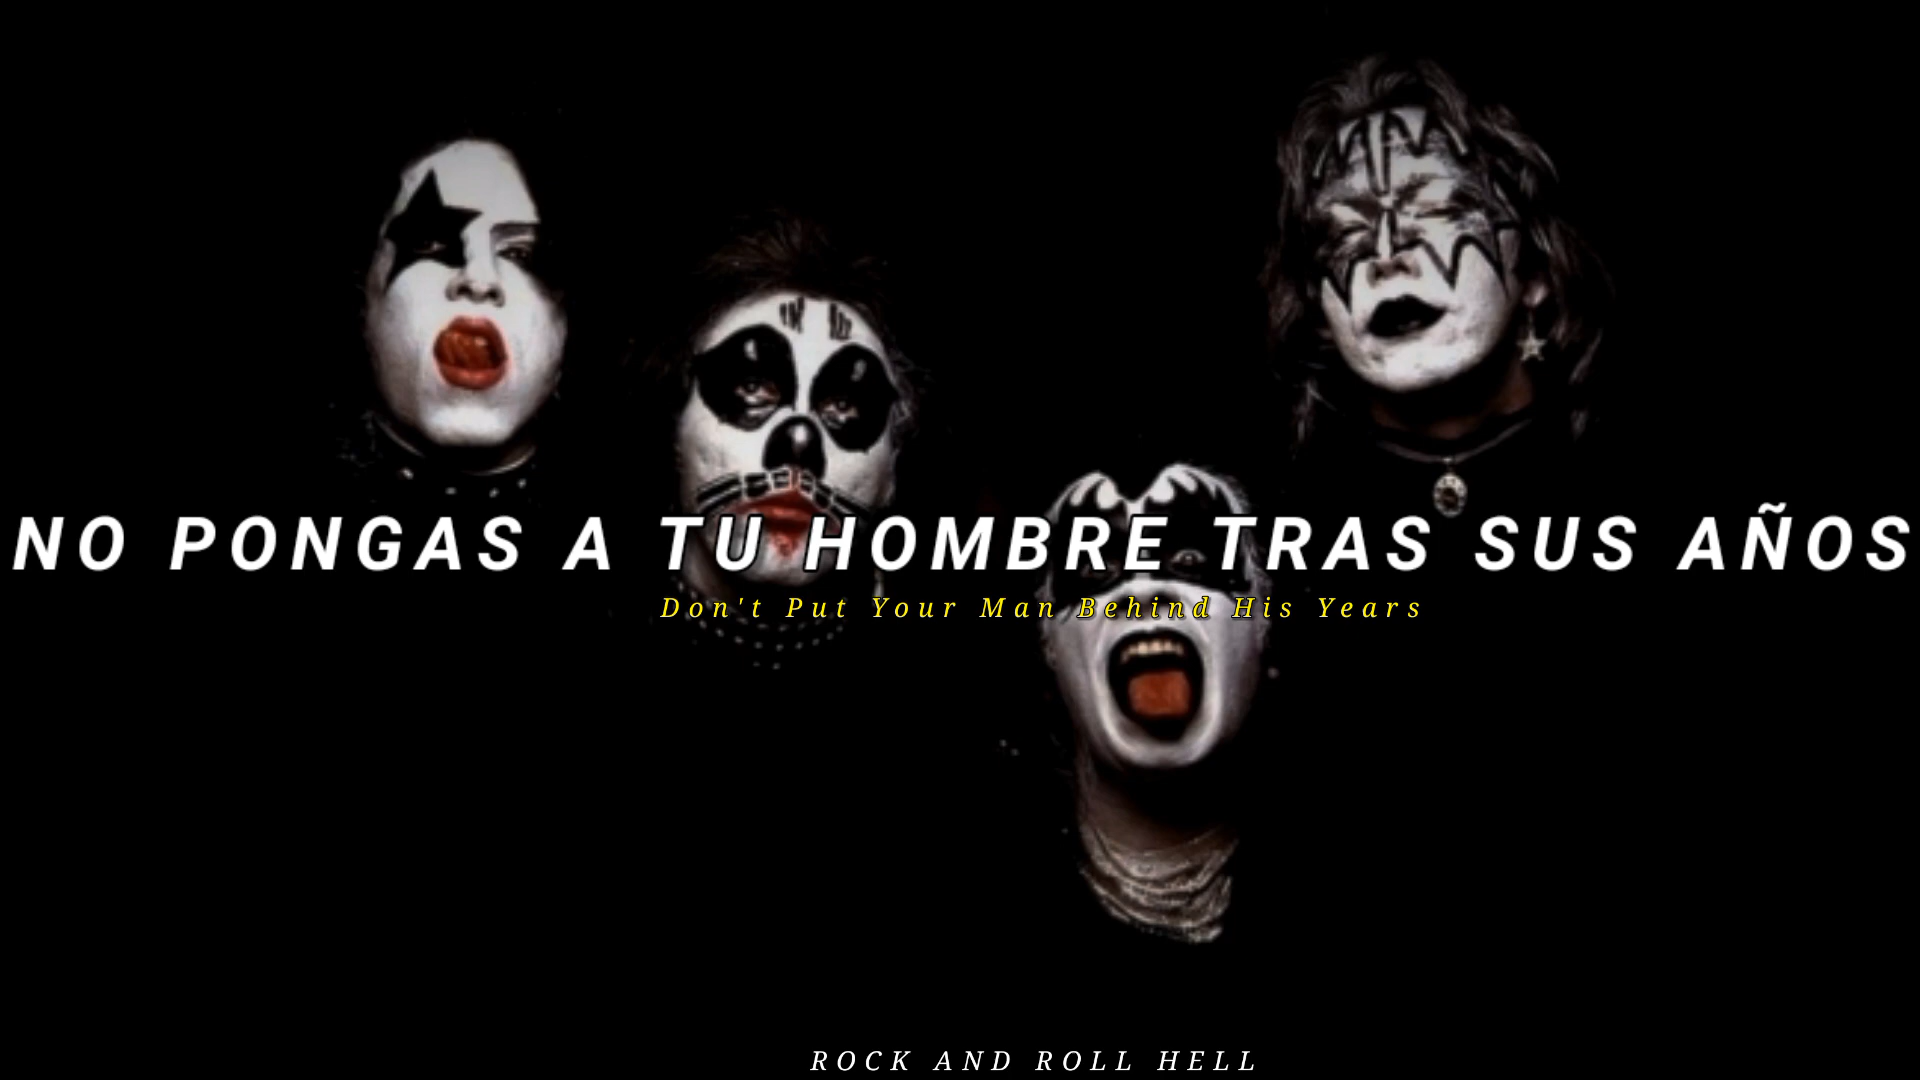 NO PONGAS A TU HOMBRE TRAS SUS AÑOS
Don't Put Your Man Behind His Years
ROCK AND ROLL HELL